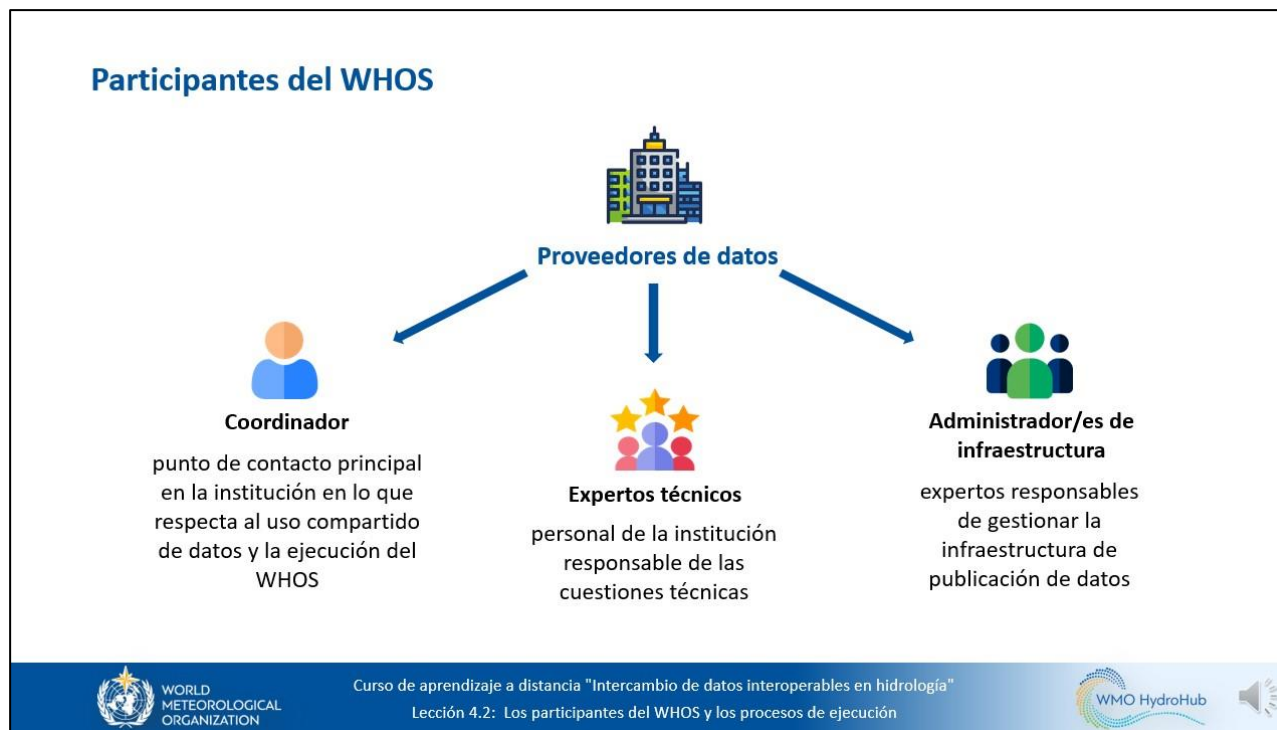 Participantes del WHOS
Proveedores de datos
Coordinador
punto de contacto principal
en la institución en lo que
respecta al uso compartido
de datos y la ejecución del
WHOS
Expertos técnicos
personal de la institución
responsable de las
cuestiones técnicas
Administrador/es de
infraestructura
expertos responsables
de gestionar la
infraestructura de
publicación de datos
WORLD
METEOROLOGICAL
ORGANIZATION
Curso de aprendizaje a distancia "Intercambio de datos interoperables en hidrología"
Lección 4.2: Los participantes del WHOS y los procesos de ejecución
WMO HydroHub